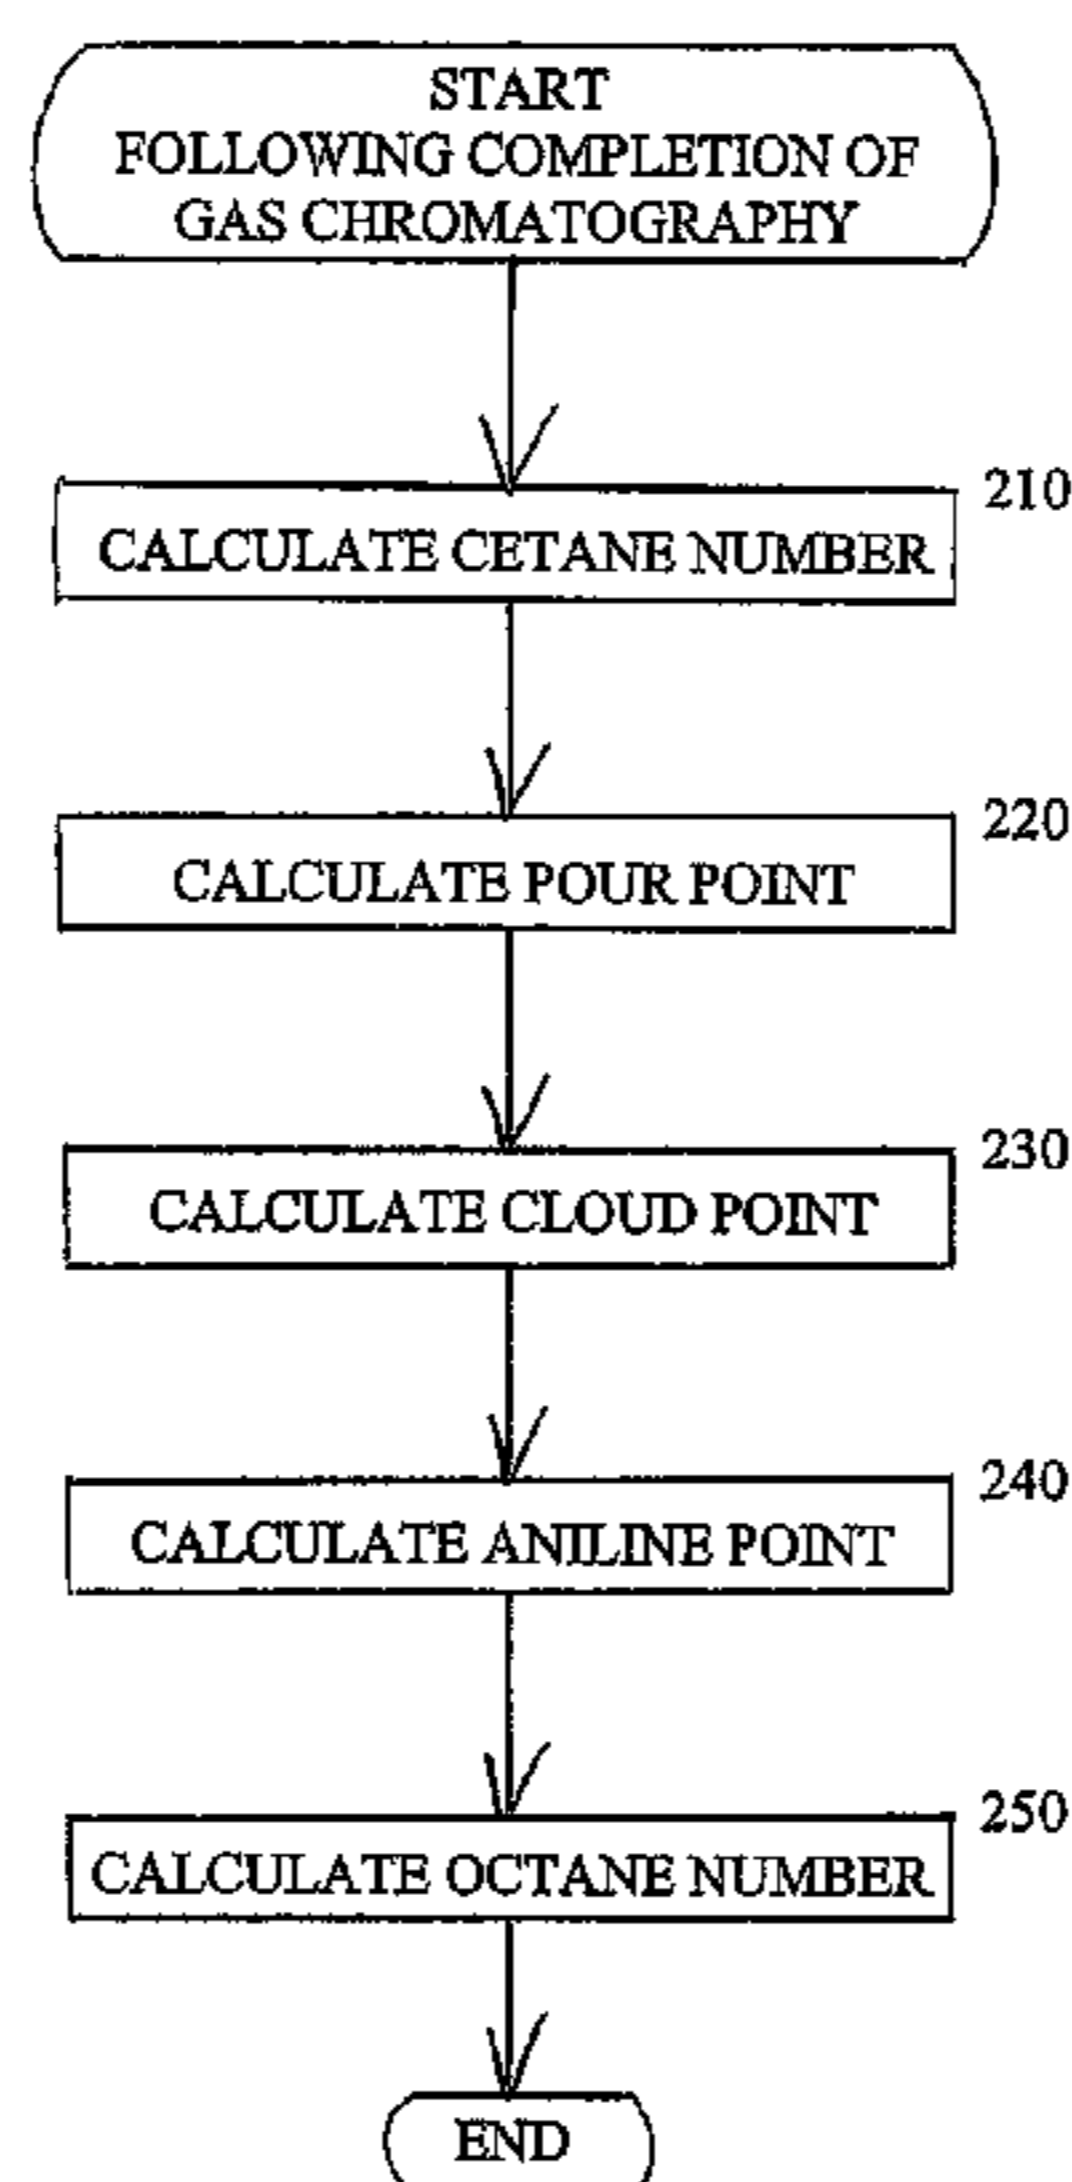 START
FOLLOWING COMPLETION OF
GAS CHROMATOGRAPHY
210
CALCULATE CETANE NUMBER
220
CALCULATE POUR POINT
230
CALCULATE CLOUD POINT
240
CALCULATE ANILINE POINT
250
CALCULATE OCTANE NUMBER
END